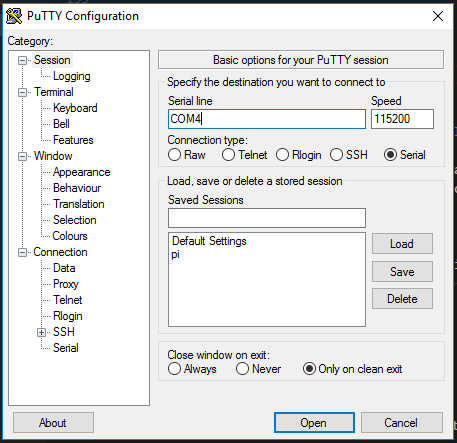 PuTTY Configuration
Category:
Session
Logging
Terminal
Keyboard
Bell
Features
Window
Appearance
Behaviour
Translation
Selection
Colours
Connection
Data
Proxy
Telnet
Rlogin
SSH
Serial
Basic options for your PuTTY session
Specify the destination you want to connect to
Serial line Speed
COM4 115200
Connection type:
Raw Telnet Rlogin SSH Serial
Load, save or delete a stored session
Saved Sessions
Default Settings
pi
Load
Save
Delete
Close window on exit:
Always Never Only on clean exit
About Open Cancel